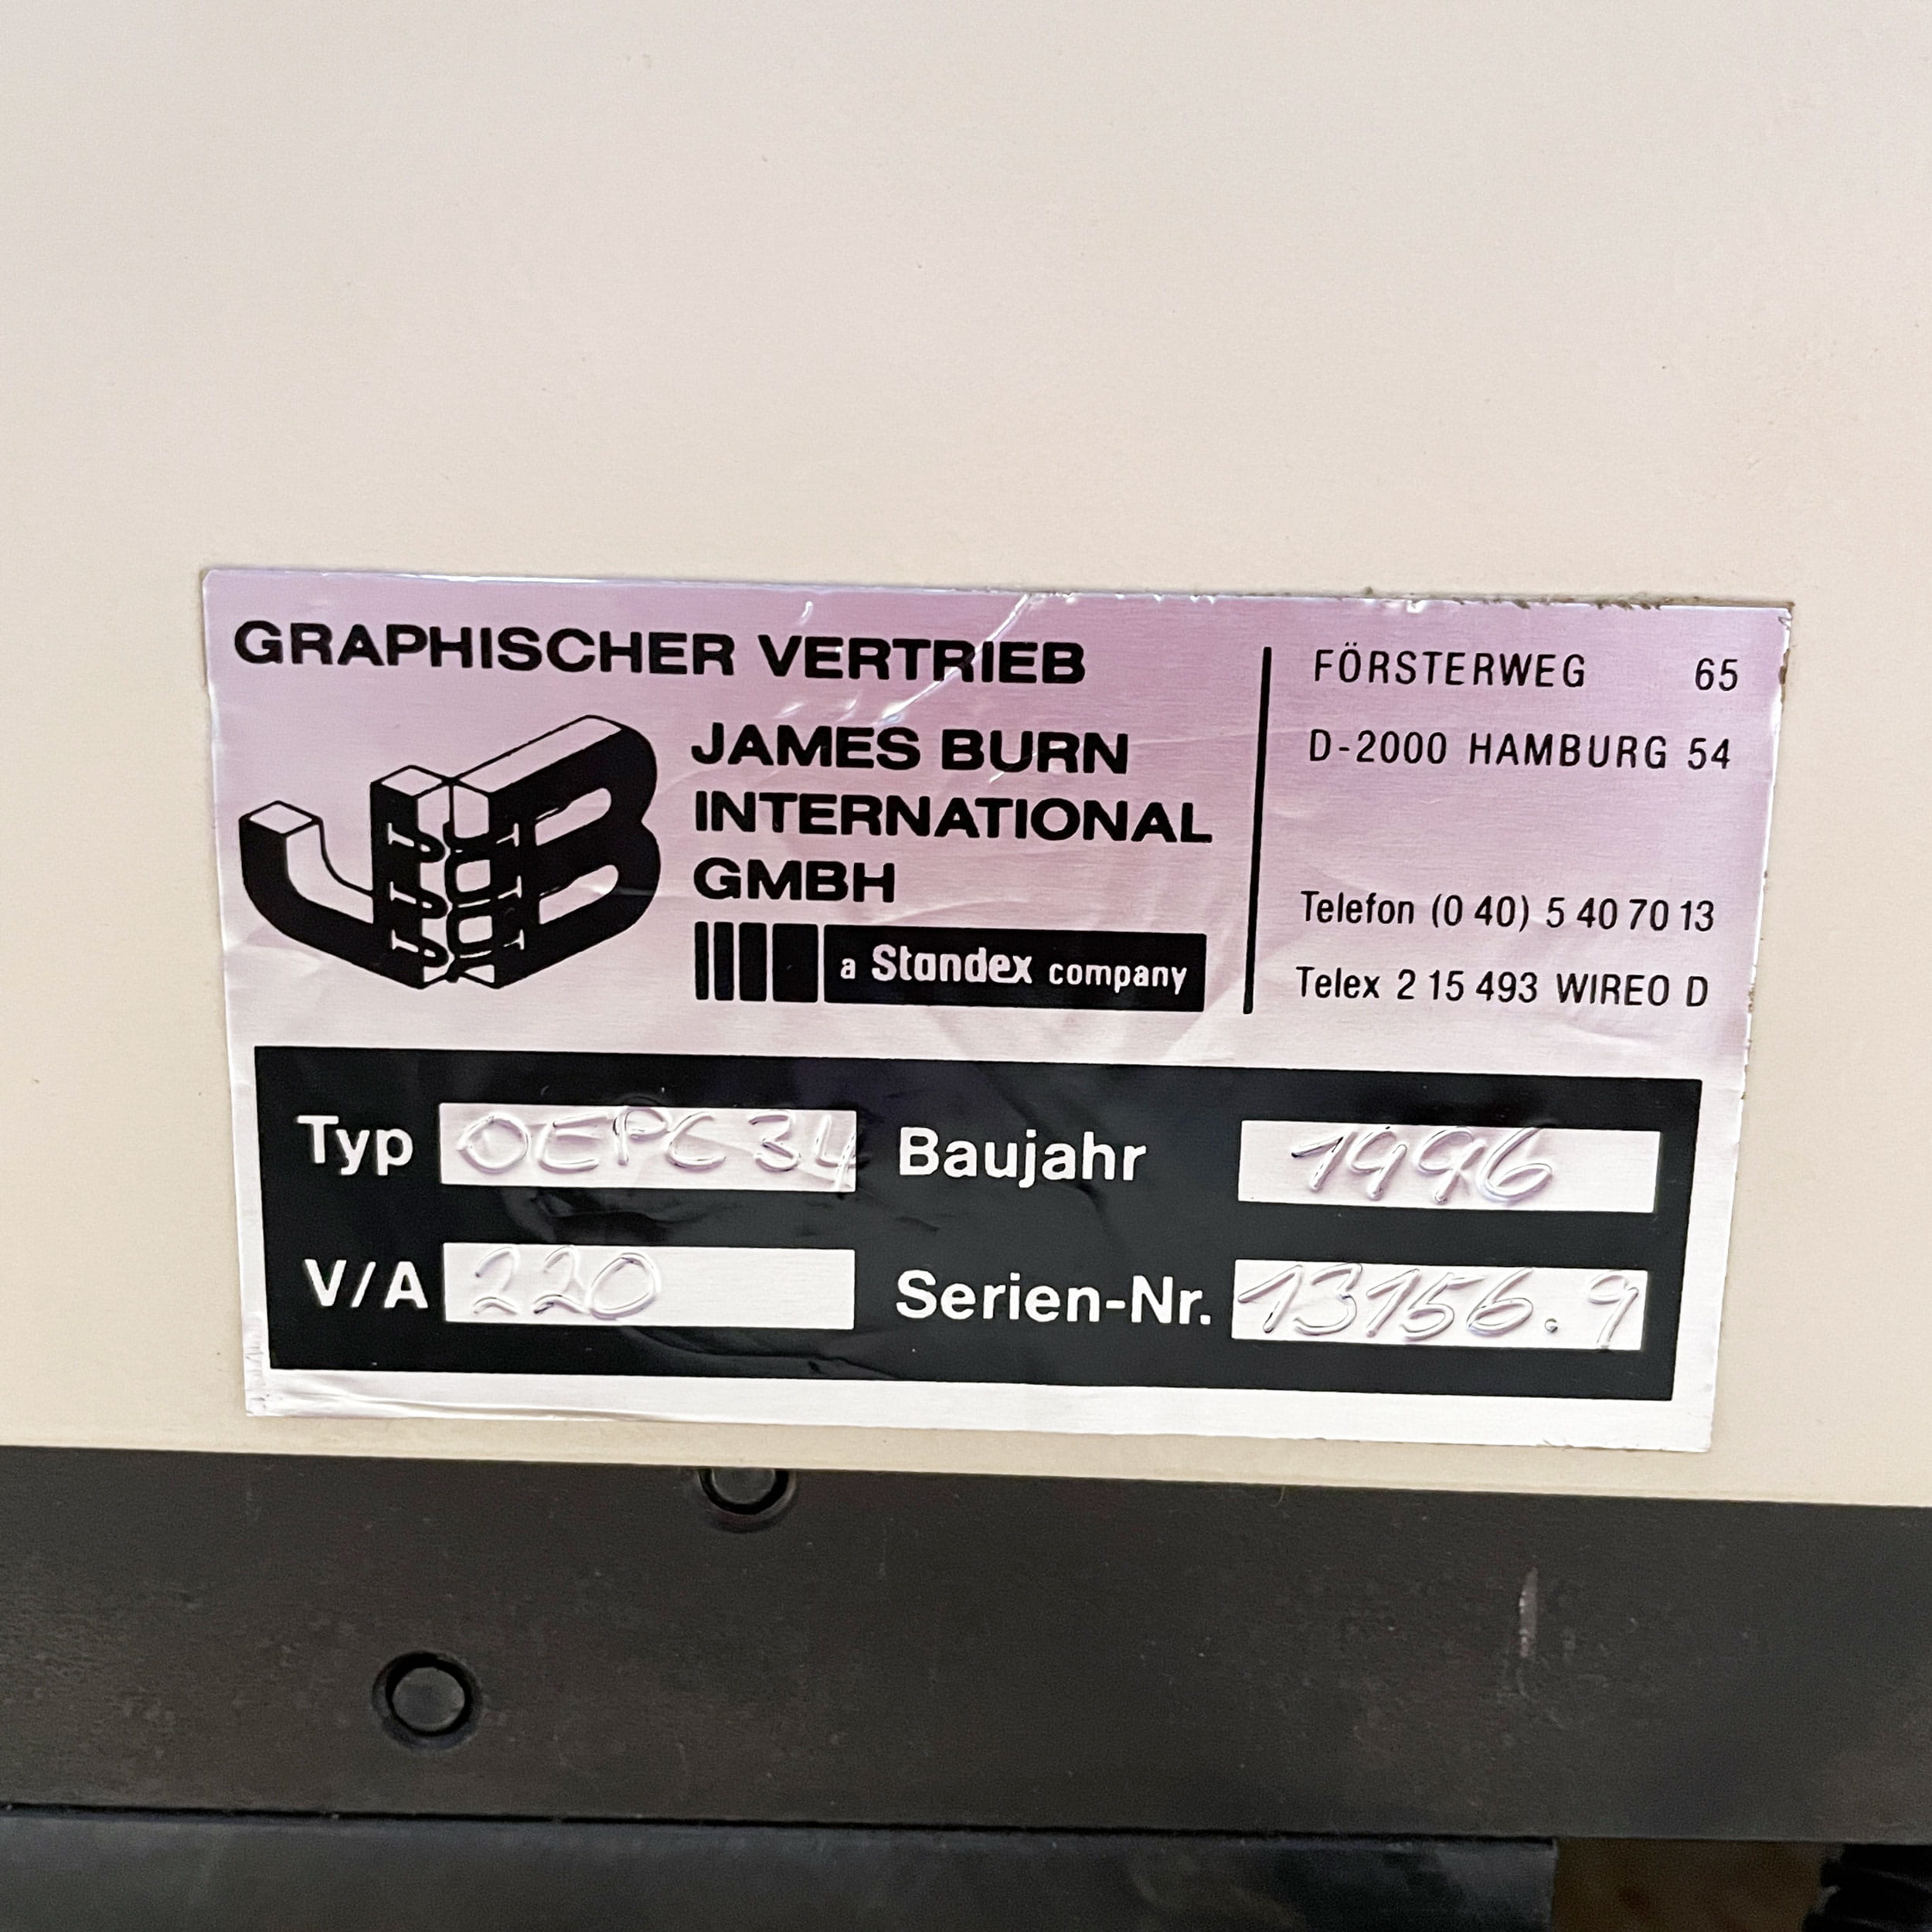 GRAPHISCHER VERTRIEB
JB
JAMES BURN
INTERNATIONAL
GMBH
a Standex company
FÖRSTERWEG 65
D-2000 HAMBURG 54
Telefon (0 40) 5 40 70 13
Telex 2 15 493 WIREO D
Typ OEPC 34 Baujahr 1996
V/A 220 Serien-Nr. 13156.9